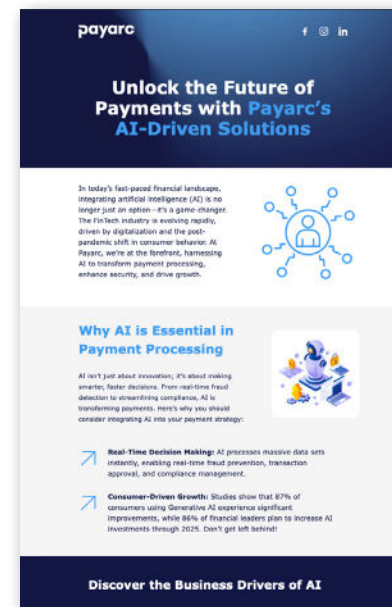 payarc
Unlock the Future of
Payments with Payarc's
AI-Driven Solutions
In today's fast-paced financial landscape,
integrating artificial intelligence (AI) is no
longer just an option—it's a game-changer.
The FinTech industry is evolving rapidly,
driven by digitalization and the post-
pandemic shift in consumer behavior. At
Payarc, we're at the forefront, harnessing
AI to transform payment processing,
enhance security, and drive growth.
Why AI is Essential in
Payment Processing
AI isn't just about innovation; it's about making
smarter, faster decisions. From real-time fraud
detection to streamlining compliance, AI is
transforming payments. Here's why you should
consider integrating AI into your payment strategy:
Real-Time Decision Making: AI processes massive data sets
instantly, enabling real-time fraud prevention, transaction
approval, and compliance management.
Consumer-Driven Growth: Studies show that 87% of
consumers using Generative AI experience significant
improvements, while 86% of financial leaders plan to increase AI
investments through 2025. Don't get left behind!
Discover the Business Drivers of AI